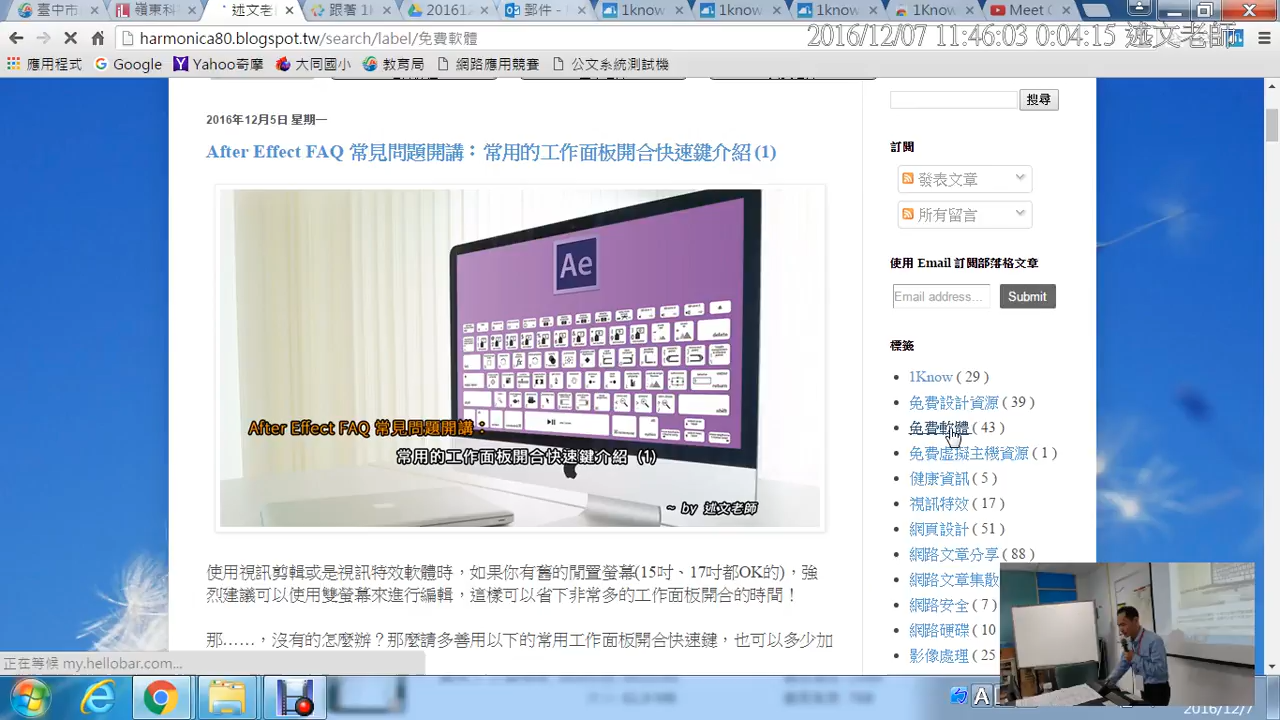 臺中市
嶺東科
述文老
跟著 1
201612
郵件 -
1know
1know
1know
1Know
Meet
harmonica80.blogspot.tw/search/label/免費軟體
2016/12/07 11:46:03 0:04:15 述文老師
應用程式 Google Yahoo奇摩 大同國小 教育局 網路應用競賽 公文系統測試機
2016年12月5日 星期一
After Effect FAQ 常見問題開講：常用的工作面板開合快速鍵介紹 (1)
Ae
After Effect FAQ 常見問題開講：
常用的工作面板開合快速鍵介紹 (1)
~ by 述文老師
使用視訊剪輯或是視訊特效軟體時，如果你有舊的閒置螢幕(15吋、17吋都OK的)，強
烈建議可以使用雙螢幕來進行編輯，這樣可以省下非常多的工作面板開合的時間！
那……，沒有的怎麼辦？那麼請多善用以下的常用工作面板開合快速鍵，也可以多少加
搜尋
訂閱
發表文章
所有留言
使用 Email 訂閱部落格文章
Email address... Submit
標籤
1Know ( 29 )
免費設計資源 ( 39 )
免費軟體 ( 43 )
免費虛擬主機資源 ( 1 )
健康資訊 ( 5 )
視訊特效 ( 17 )
網頁設計 ( 51 )
網路文章分享 ( 88 )
網路文章集散
網路安全 ( 7 )
網路硬碟 ( 10
影像處理 ( 25
正在等候 my.hellobar.com...
A
2016/12/7